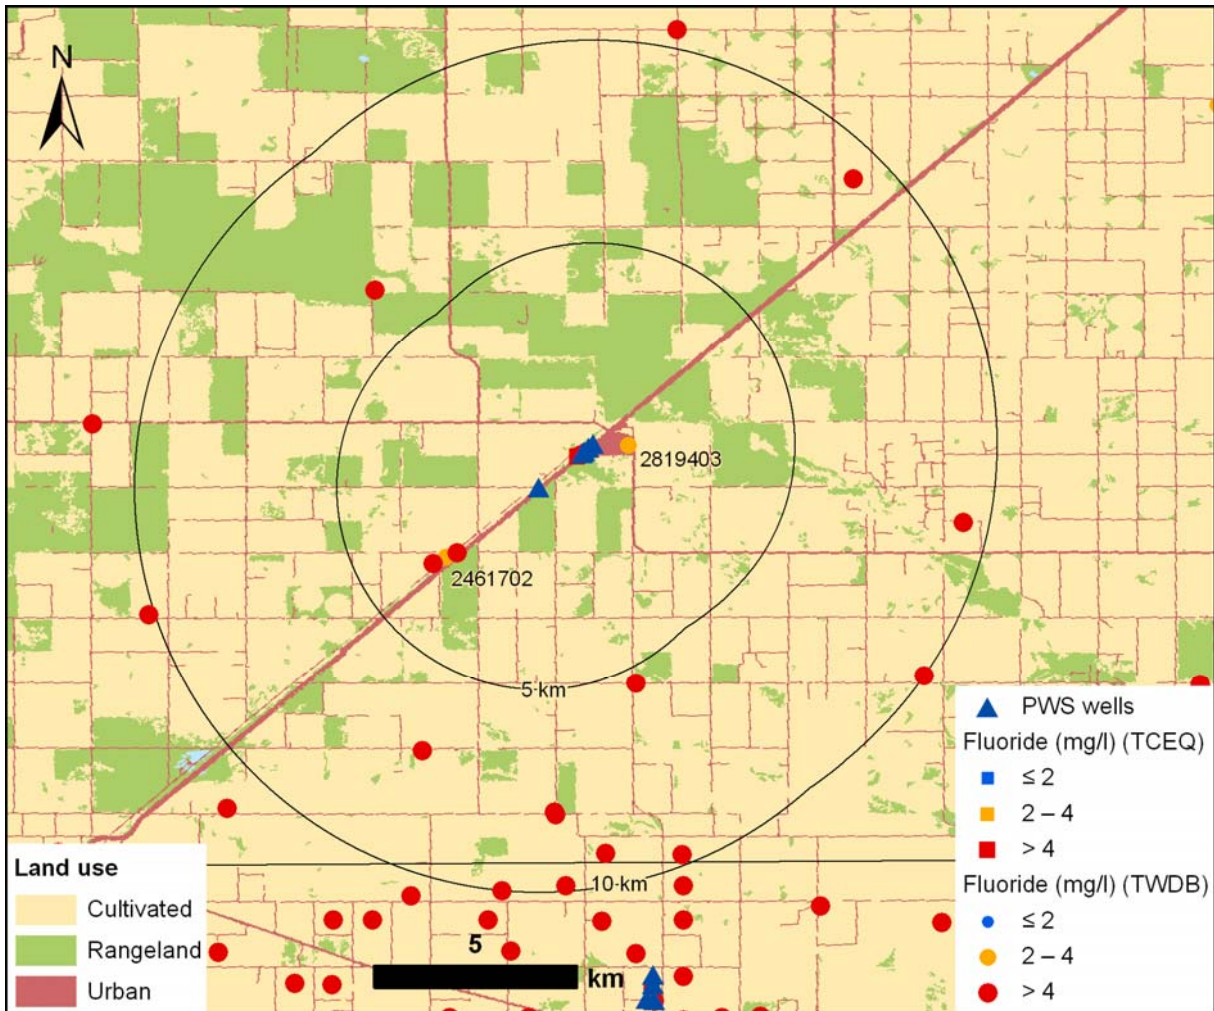 N
2819403
2461702
5 km
10 km
5
km
Land use
Cultivated
Rangeland
Urban
PWS wells
Fluoride (mg/l) (TCEQ)
≤ 2
2 – 4
> 4
Fluoride (mg/l) (TWDB)
≤ 2
2 – 4
> 4